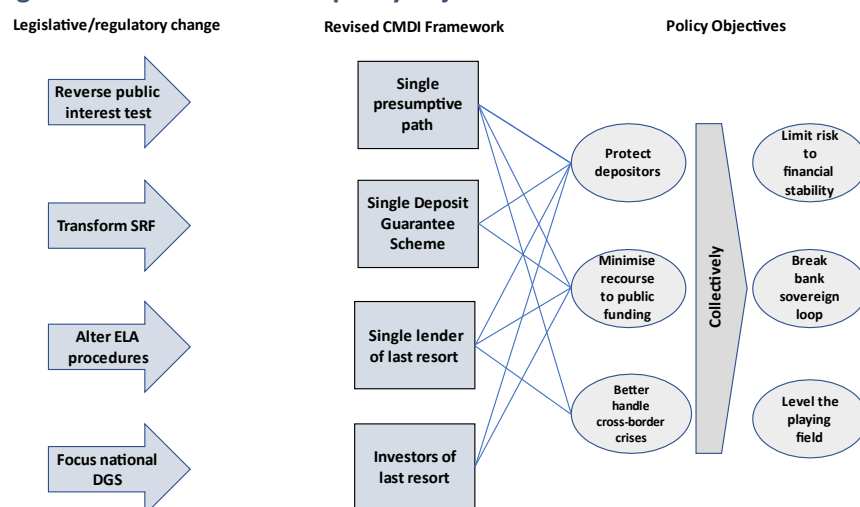 Legislative/regulatory change
Revised CMDI Framework
Policy Objectives
Reverse public
interest test
Transform SRF
Alter ELA
procedures
Focus national
DGS
Single
presumptive
path
Single Deposit
Guarantee
Scheme
Single lender
of last resort
Investors of
last resort
Protect
depositors
Minimise
recourse
to public
funding
Better
handle
cross-border
crises
Collectively
Limit risk
to
financial
stability
Break
bank
sovereign
loop
Level the
playing
field